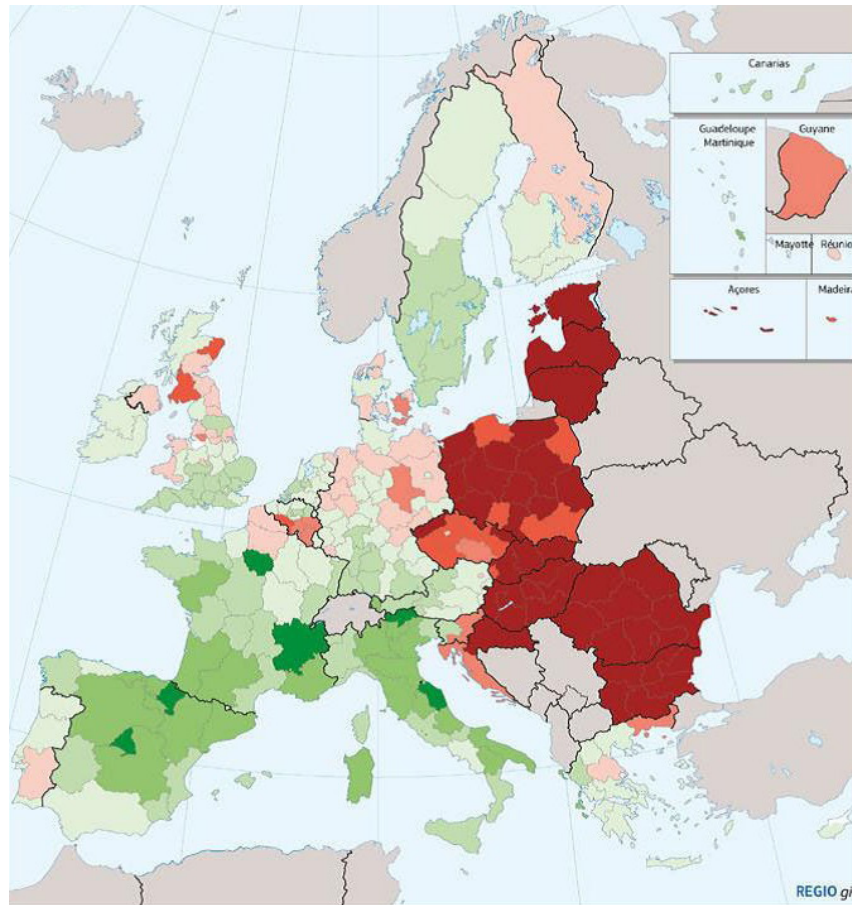 Canarias
Guadeloupe
Martinique
Guyane
Mayotte
Réunio
Açores
Madeira
REGIO gi